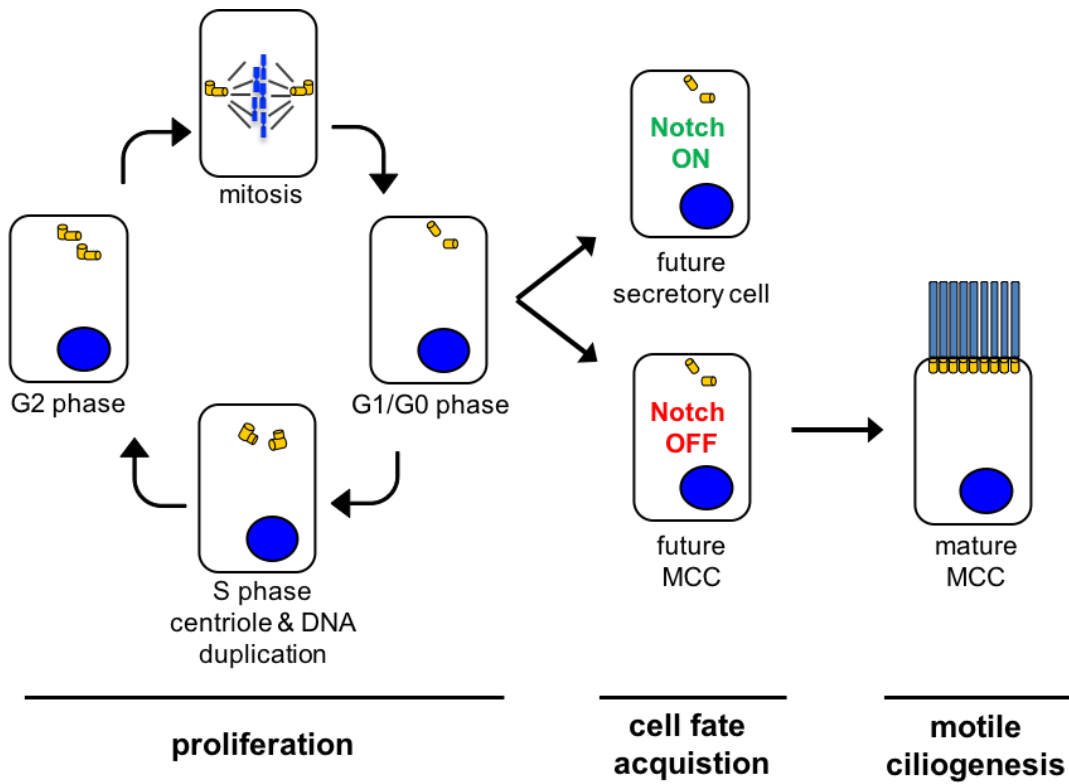 mitosis
G2 phase
G1/G0 phase
S phase
centriole & DNA
duplication
Notch
ON
future
secretory cell
Notch
OFF
future
MCC
mature
MCC
proliferation
cell fate
acquistion
motile
ciliogenesis